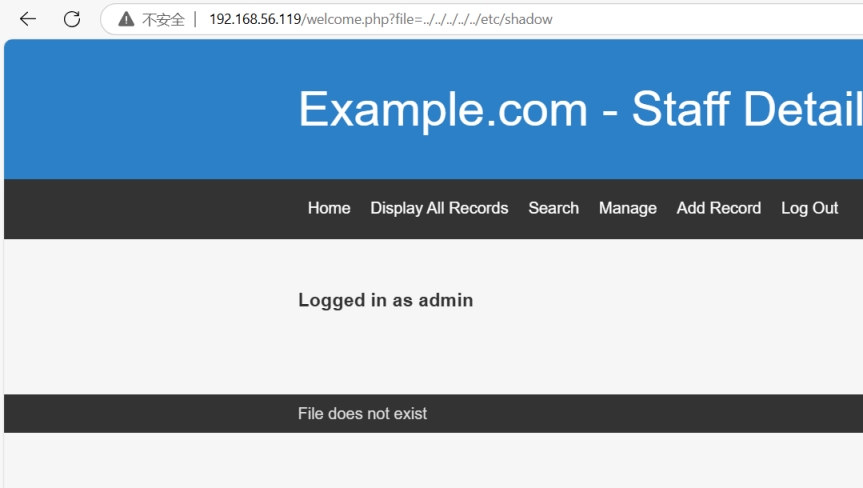 不安全 | 192.168.56.119/welcome.php?file=../../../../../etc/shadow
Example.com - Staff Detail
Home Display All Records Search Manage Add Record Log Out
Logged in as admin
File does not exist